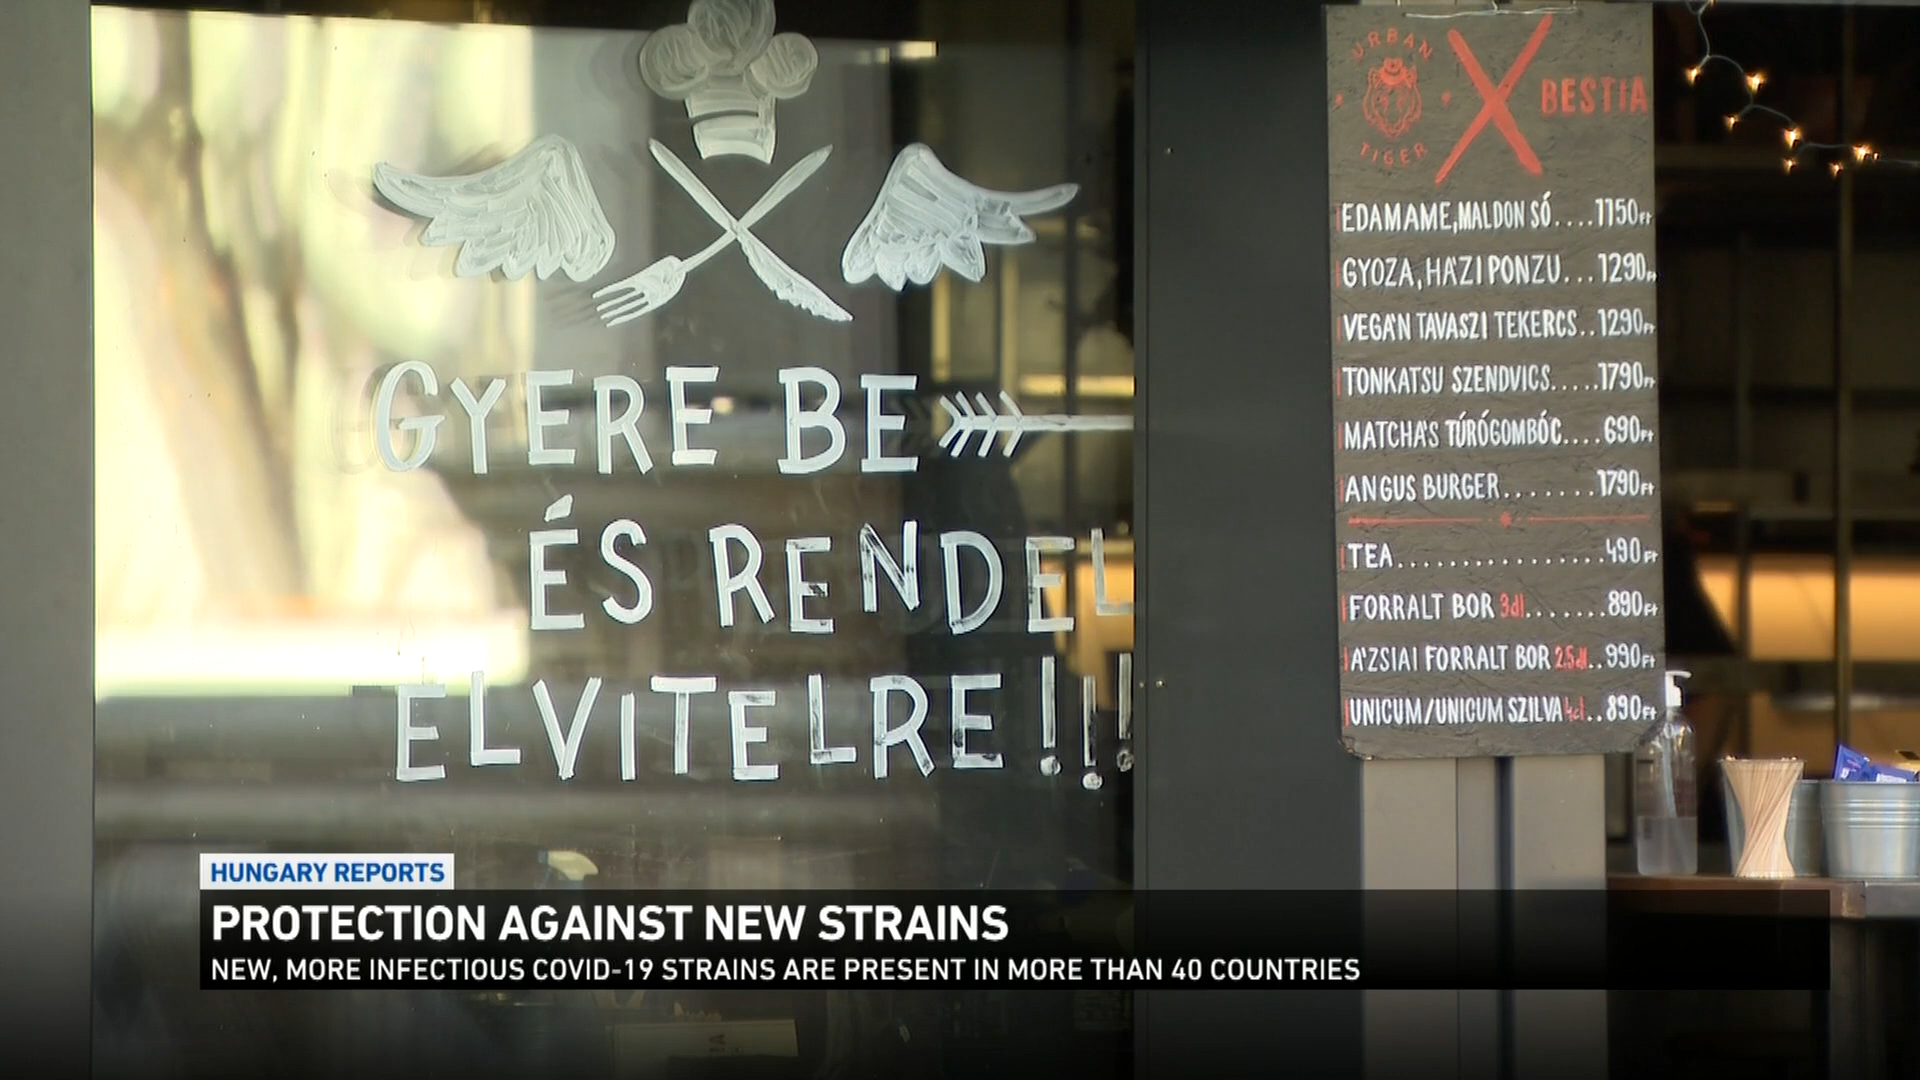 GYERE BE
ÉS RENDEL
ELVITELRE!!!
URBAN
TIGER
X BESTIA
EDAMAME, MALDON SÓ....1150Ft
GYOZA, HÁZI PONZU...1290Ft
VEGÁN TAVASZI TEKERCS..1290Ft
TONKATSU SZENDVICS.....1790Ft
MATCHÁS TÚRÓGOMBÓC....690Ft
ANGUS BURGER.......1790Ft
TEA...............490Ft
FORRALT BOR 3dl.......890Ft
ÁZSIAI FORRALT BOR 2.5dl..990Ft
UNICUM/UNICUM SZILVA 4cl..890Ft
HUNGARY REPORTS
PROTECTION AGAINST NEW STRAINS
NEW, MORE INFECTIOUS COVID-19 STRAINS ARE PRESENT IN MORE THAN 40 COUNTRIES